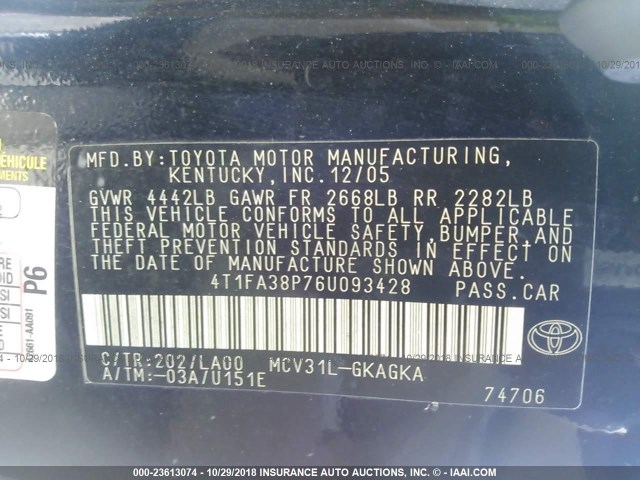 MFD.BY:TOYOTA MOTOR MANUFACTURING,
KENTUCKY,INC.12/05
GVWR 4442LB GAWR FR 2668LB RR 2282LB
THIS VEHICLE CONFORMS TO ALL APPLICABLE
FEDERAL MOTOR VEHICLE SAFETY,BUMPER,AND
THEFT PREVENTION STANDARDS IN EFFECT ON
THE DATE OF MANUFACTURE SHOWN ABOVE.
4T1FA38P76U093428 PASS.CAR
C/TR:202/LA00 MCV31L-GKAGKA
A/TM:-03A/U151E
74706
TOYOTA
ÉHICULE
P6
AA091
000-23613074 - 10/29/2018 INSURANCE AUTO AUCTIONS, INC. - © IAAI.COM